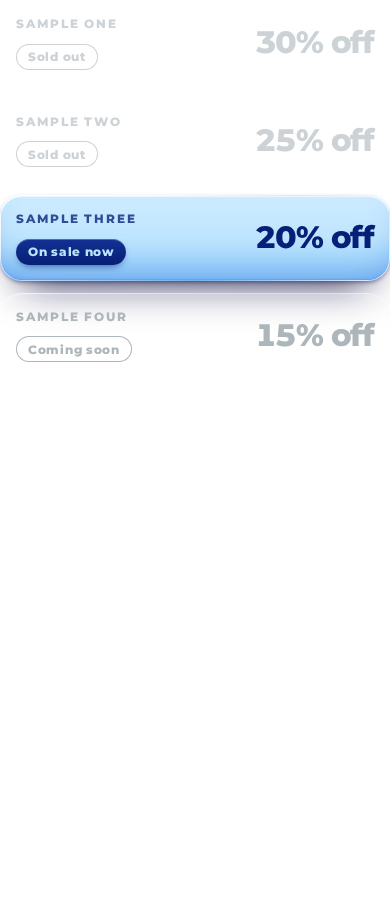 SAMPLE ONE
30% off
Sold out
SAMPLE TWO
25% off
Sold out
SAMPLE THREE
20% off
On sale now
SAMPLE FOUR
15% off
Coming soon